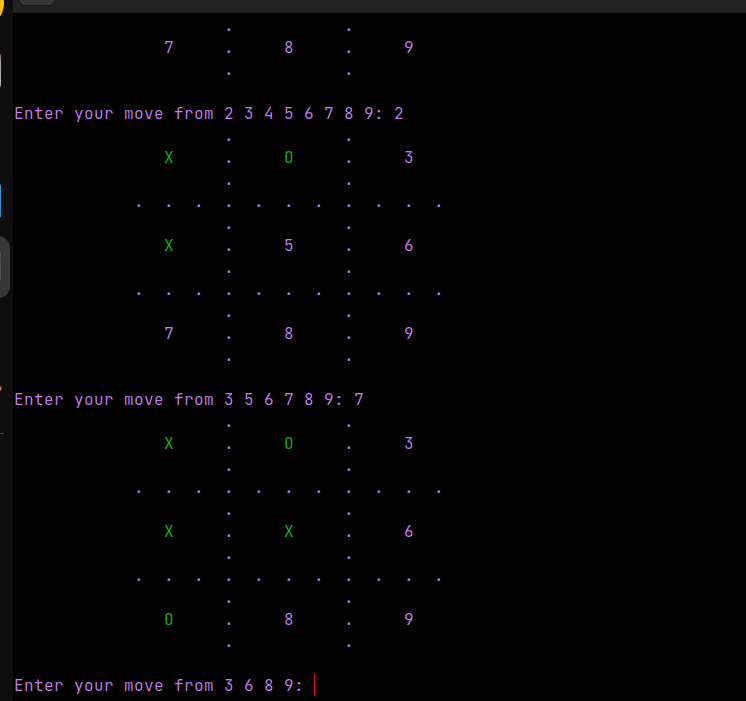 7 . 8 . 9
Enter your move from 2 3 4 5 6 7 8 9: 2
X . O . 3
. . . . . . . . . . .
X . 5 . 6
. . . . . . . . . . .
7 . 8 . 9
Enter your move from 3 5 6 7 8 9: 7
X . O . 3
. . . . . . . . . . .
X . X . 6
. . . . . . . . . . .
O . 8 . 9
Enter your move from 3 6 8 9: